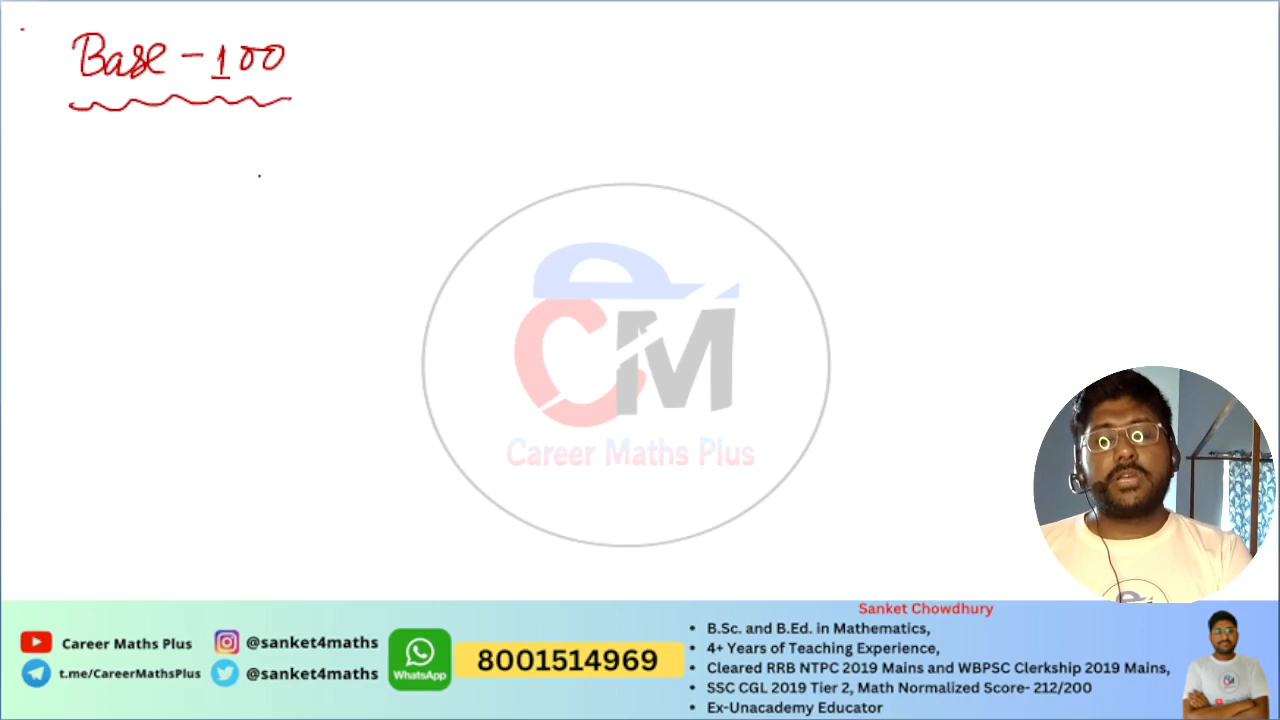 Base - 100
CM
Career Maths Plus
Sanket Chowdhury
Career Maths Plus
@sanket4maths
t.me/CareerMathsPlus
@sanket4maths
WhatsApp
8001514969
• B.Sc. and B.Ed. in Mathematics,
• 4+ Years of Teaching Experience,
• Cleared RRB NTPC 2019 Mains and WBPSC Clerkship 2019 Mains,
• SSC CGL 2019 Tier 2, Math Normalized Score- 212/200
• Ex-Unacademy Educator